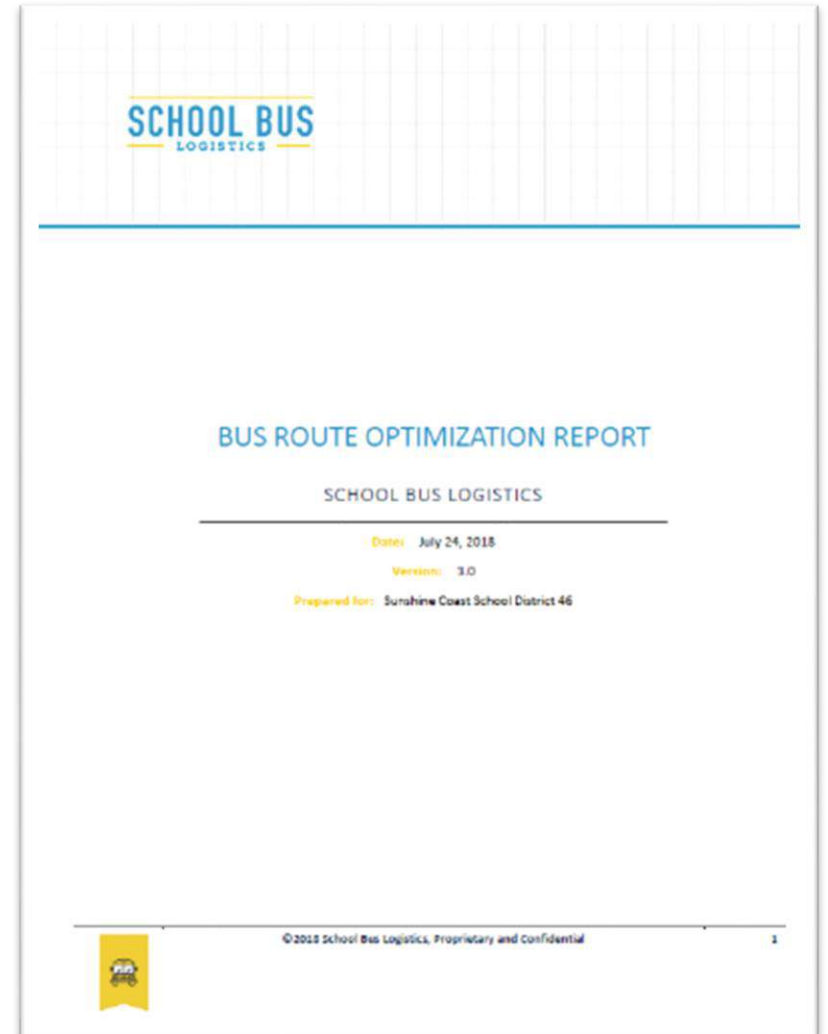 SCHOOL BUS
LOGISTICS
BUS ROUTE OPTIMIZATION REPORT
SCHOOL BUS LOGISTICS
Date: July 24, 2018
Version: 3.0
Prepared for: Sunshine Coast School District 46
©2018 School Bus Logistics, Proprietary and Confidential 1